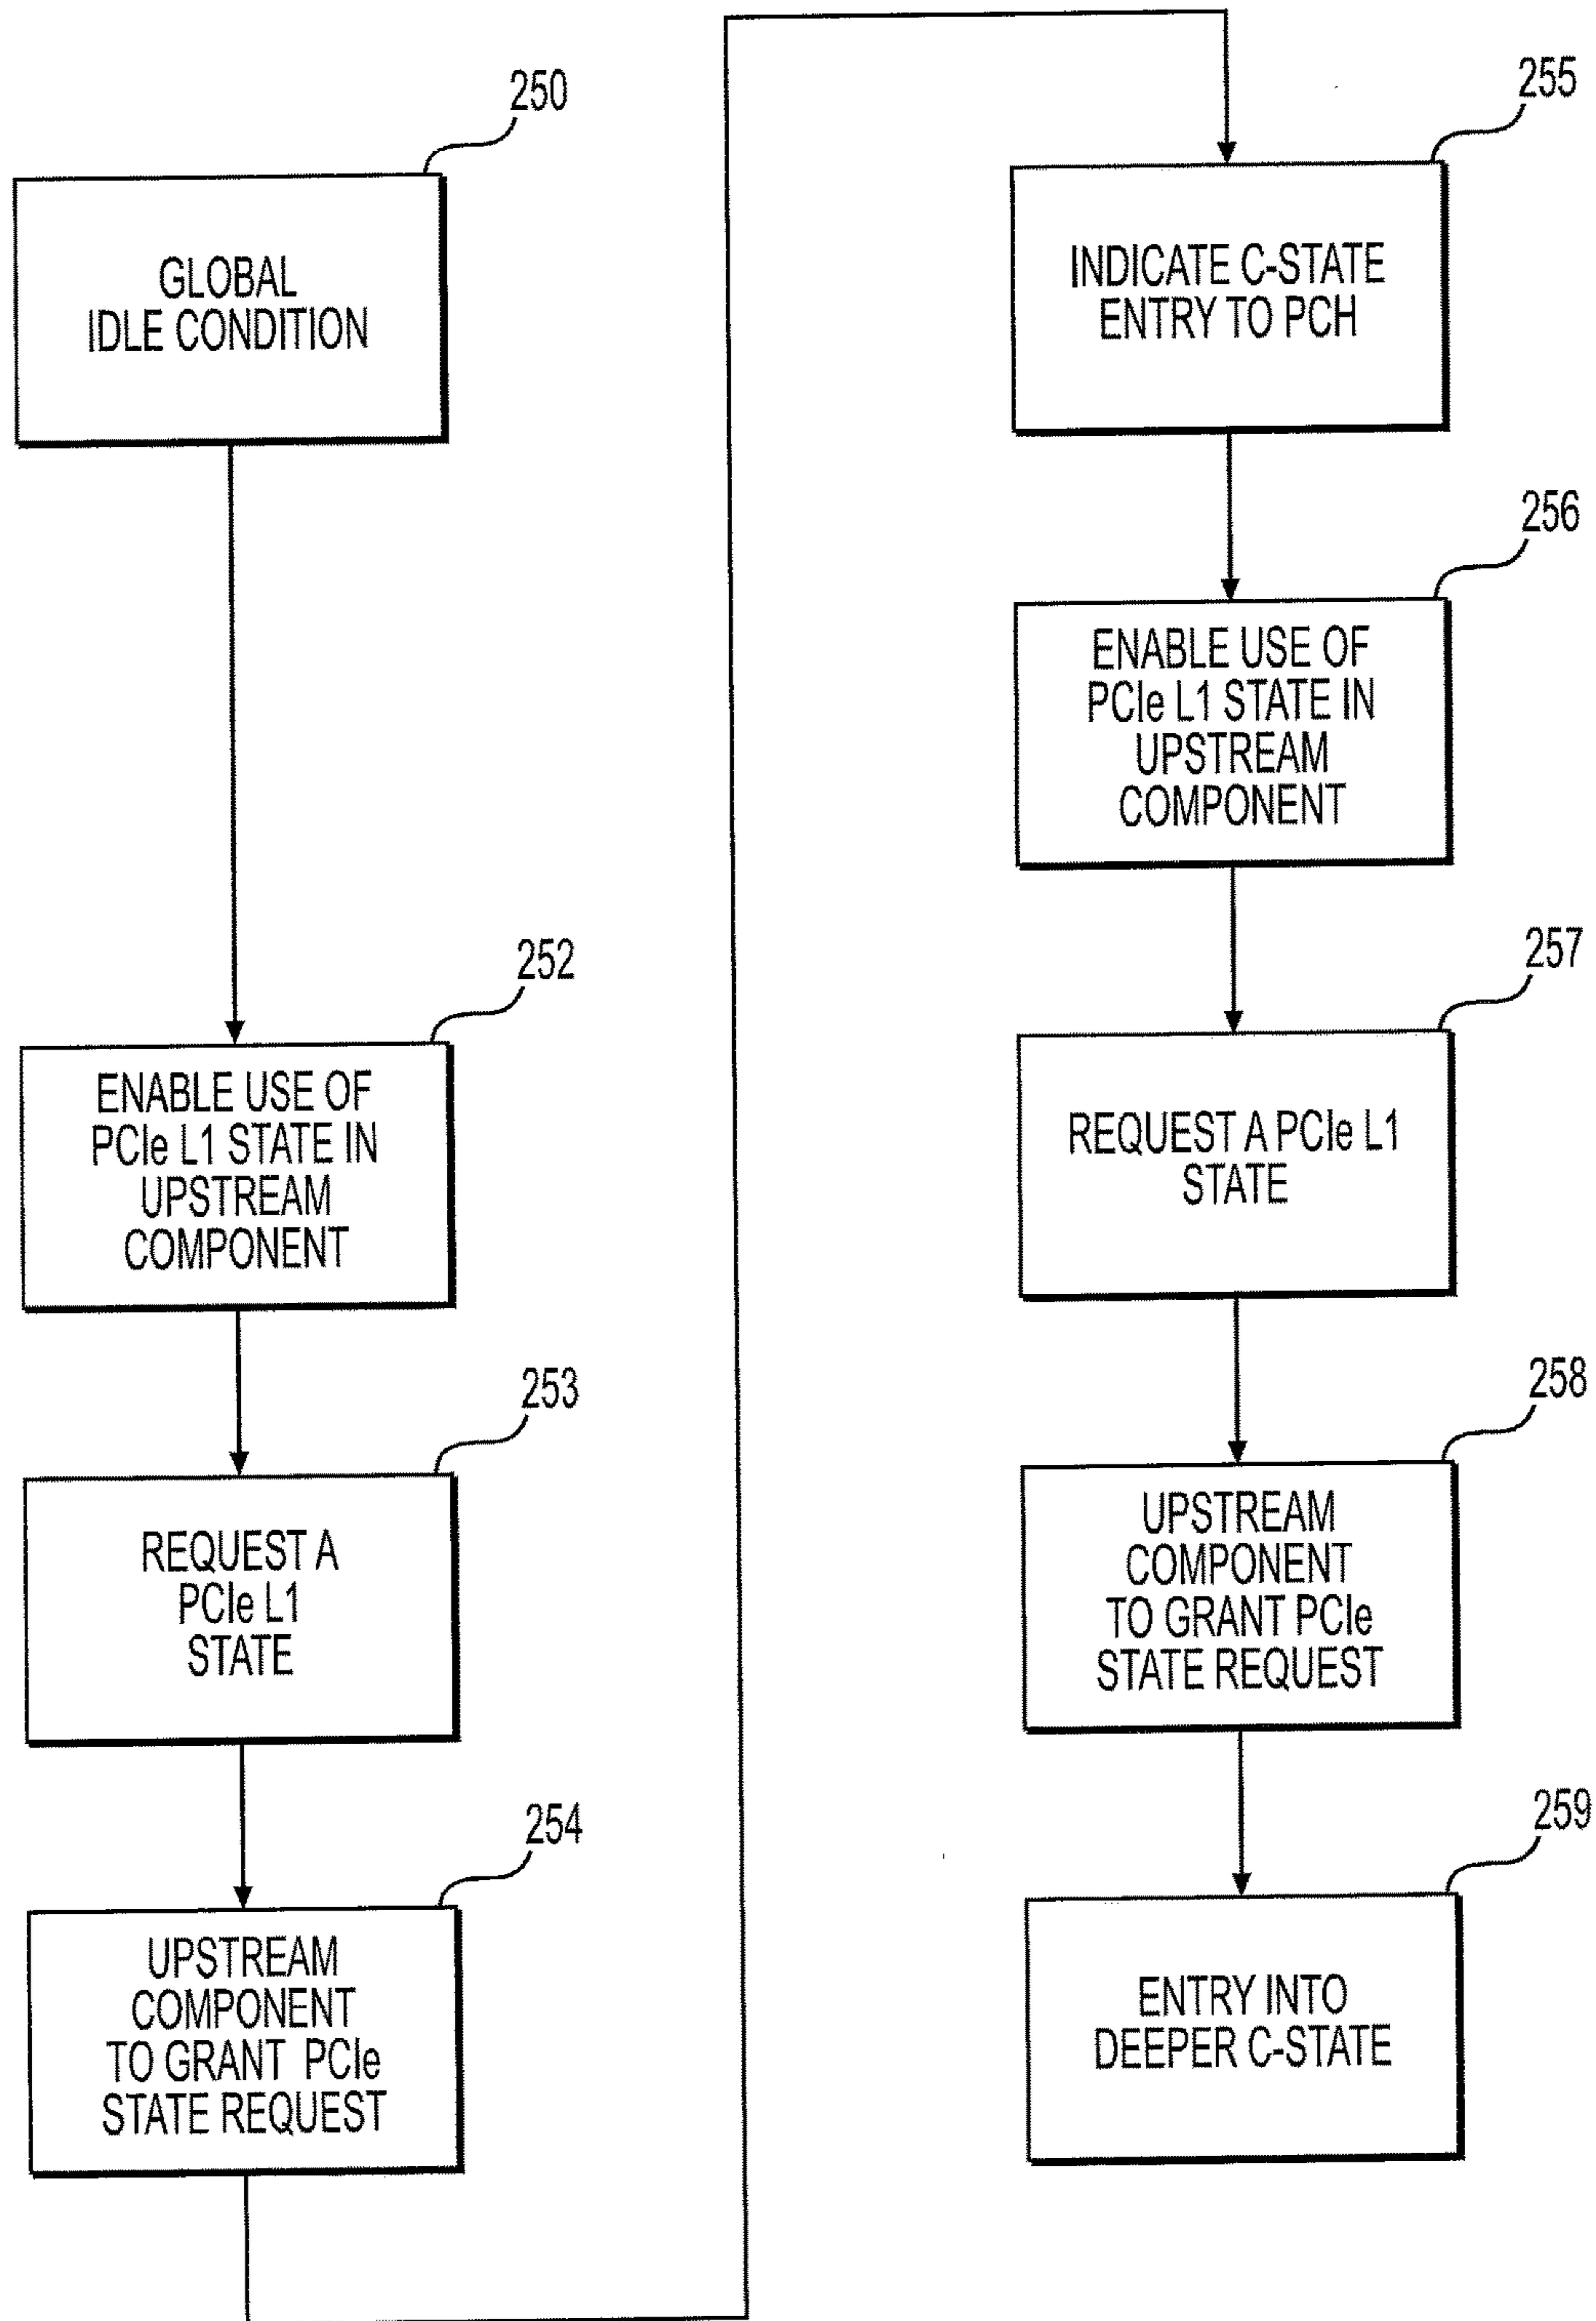 250
GLOBAL
IDLE CONDITION
252
ENABLE USE OF
PCIe L1 STATE IN
UPSTREAM
COMPONENT
253
REQUEST A
PCIe L1
STATE
254
UPSTREAM
COMPONENT
TO GRANT PCIe
STATE REQUEST
255
INDICATE C-STATE
ENTRY TO PCH
256
ENABLE USE OF
PCIe L1 STATE IN
UPSTREAM
COMPONENT
257
REQUEST A PCIe L1
STATE
258
UPSTREAM
COMPONENT
TO GRANT PCIe
STATE REQUEST
259
ENTRY INTO
DEEPER C-STATE